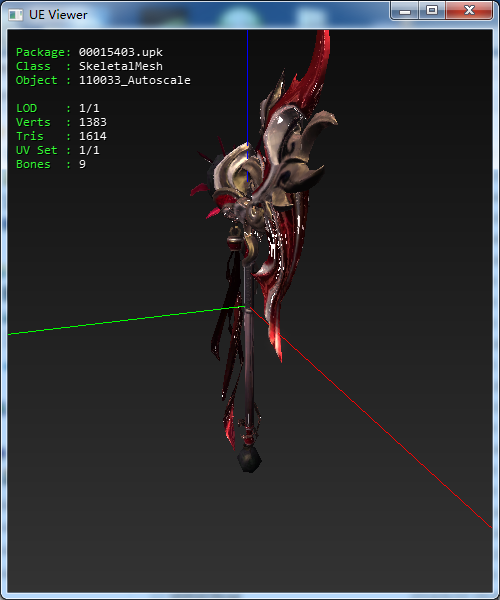 UE Viewer
Package: 00015403.upk
Class : SkeletalMesh
Object : 110033_Autoscale
LOD : 1/1
Verts : 1383
Tris : 1614
UV Set : 1/1
Bones : 9